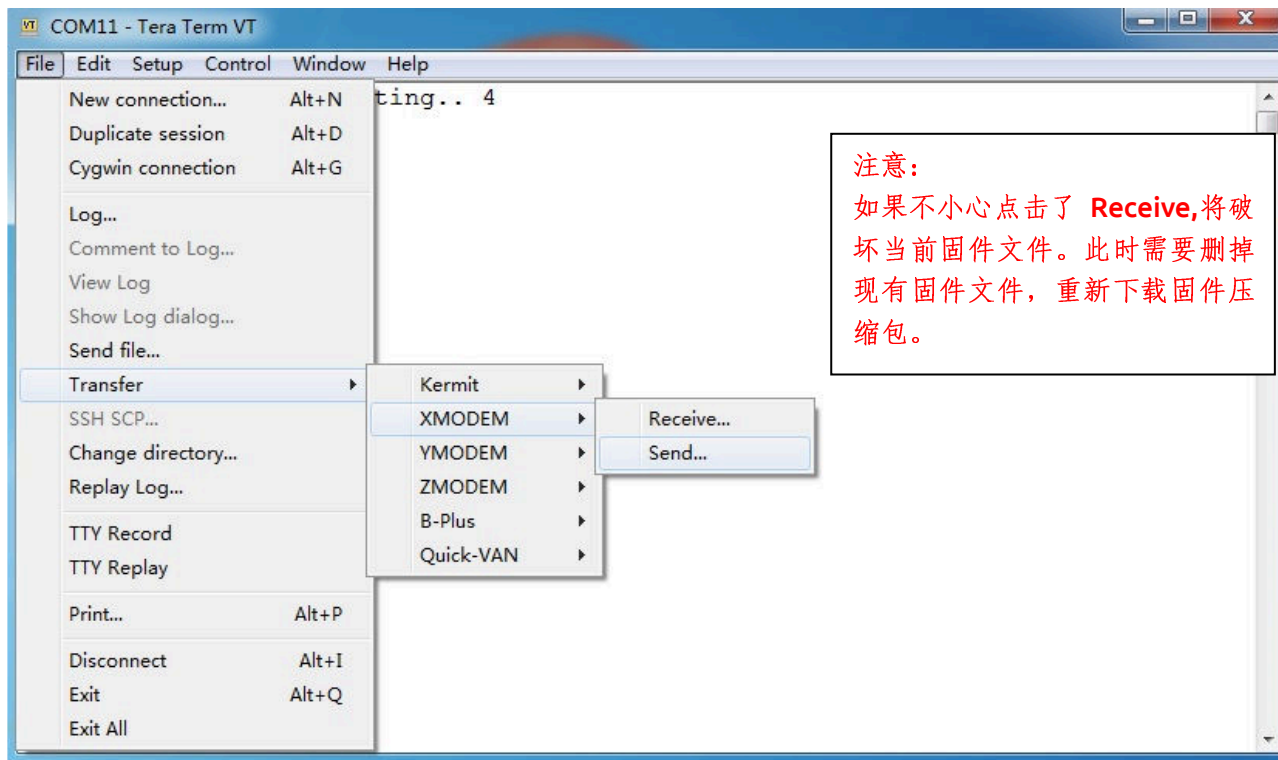 COM11 - Tera Term VT
File Edit Setup Control Window Help
ting.. 4
New connection... Alt+N
Duplicate session Alt+D
Cygwin connection Alt+G
Log...
Comment to Log...
View Log
Show Log dialog...
Send file...
Transfer
SSH SCP...
Change directory...
Replay Log...
TTY Record
TTY Replay
Print... Alt+P
Disconnect Alt+I
Exit Alt+Q
Exit All
Kermit
XMODEM
YMODEM
ZMODEM
B-Plus
Quick-VAN
Receive...
Send...
注意：
如果不小心点击了 Receive,将破
坏当前固件文件。此时需要删掉
现有固件文件，重新下载固件压
缩包。